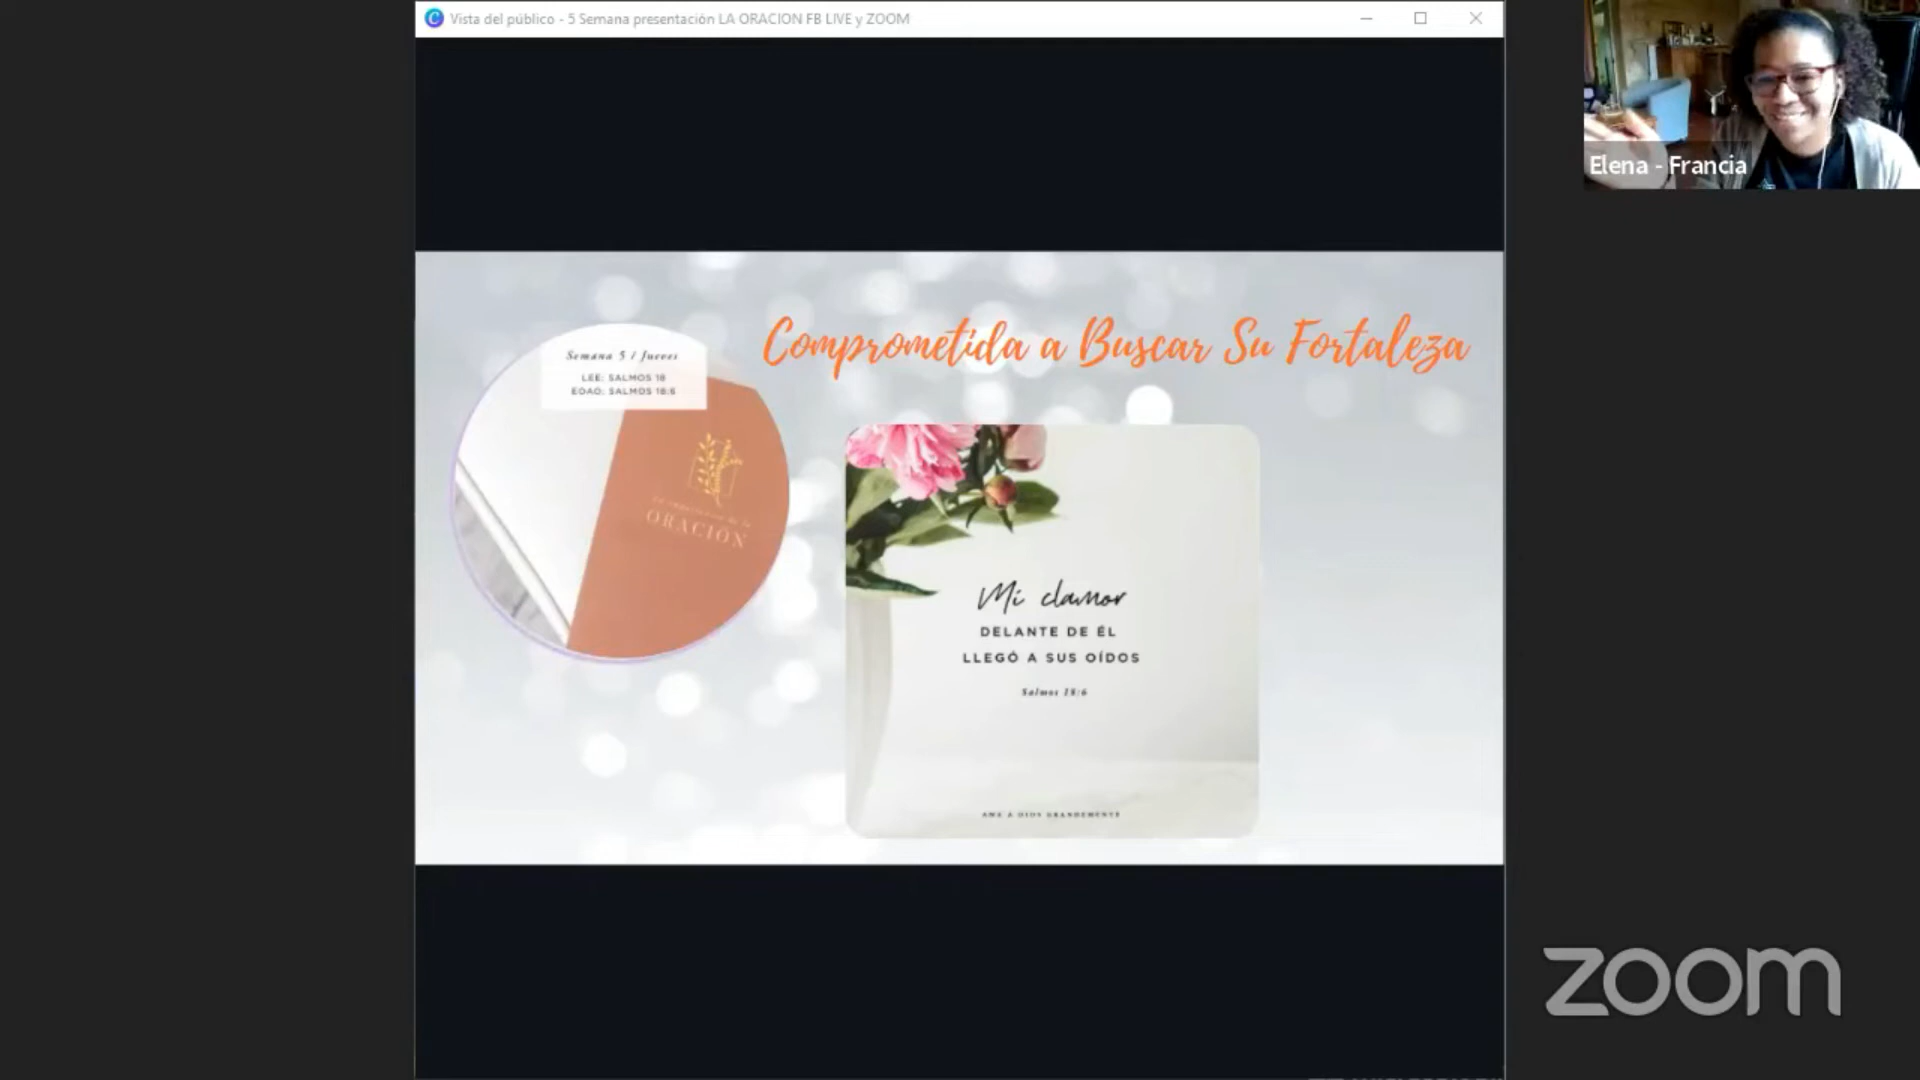 Vista del público - 5 Semana presentación LA ORACION FB LIVE y ZOOM
Elena - Francia
Comprometida a Buscar Su Fortaleza
Semana 5 / Jueves
LEE: SALMOS 18
EOAO: SALMOS 18:6
ORACIÓN
Mi clamor
DELANTE DE ÉL
LLEGÓ A SUS OÍDOS
Salmos 18:6
AMA A DIOS GRANDEMENTE
zoom